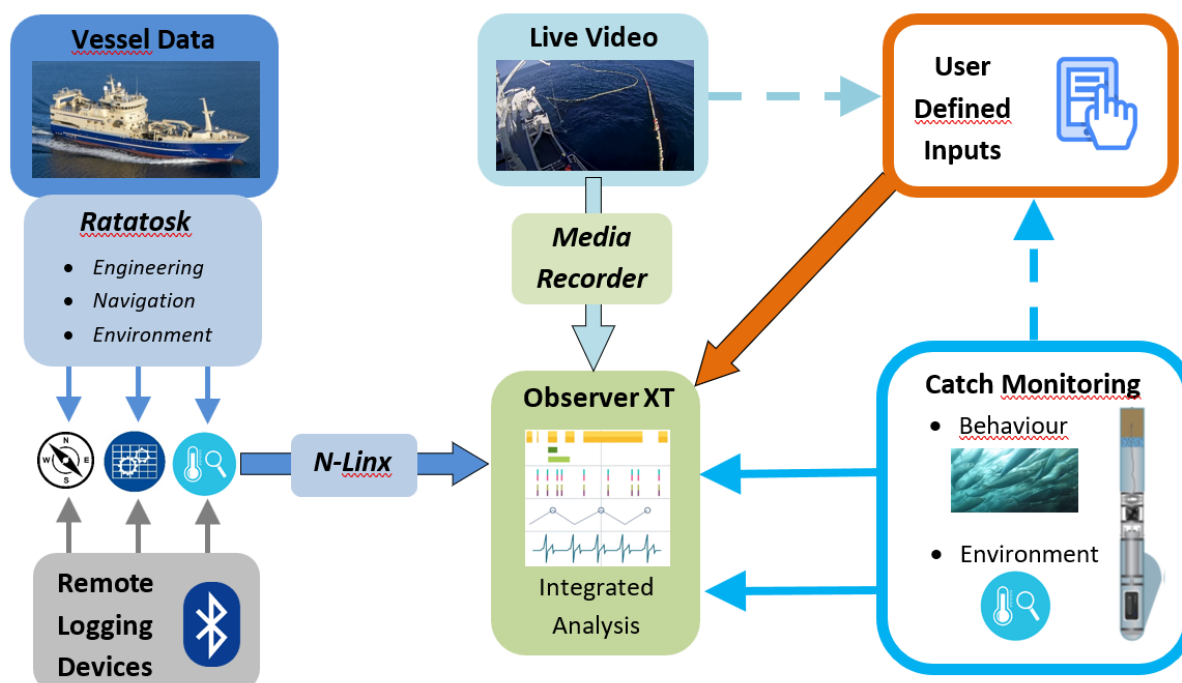 Vessel Data
Ratatosk
• Engineering
• Navigation
• Environment
N
W E
S
N-Linx
Remote
Logging
Devices
Live Video
Media
Recorder
Observer XT
Integrated
Analysis
User
Defined
Inputs
Catch Monitoring
• Behaviour
• Environment